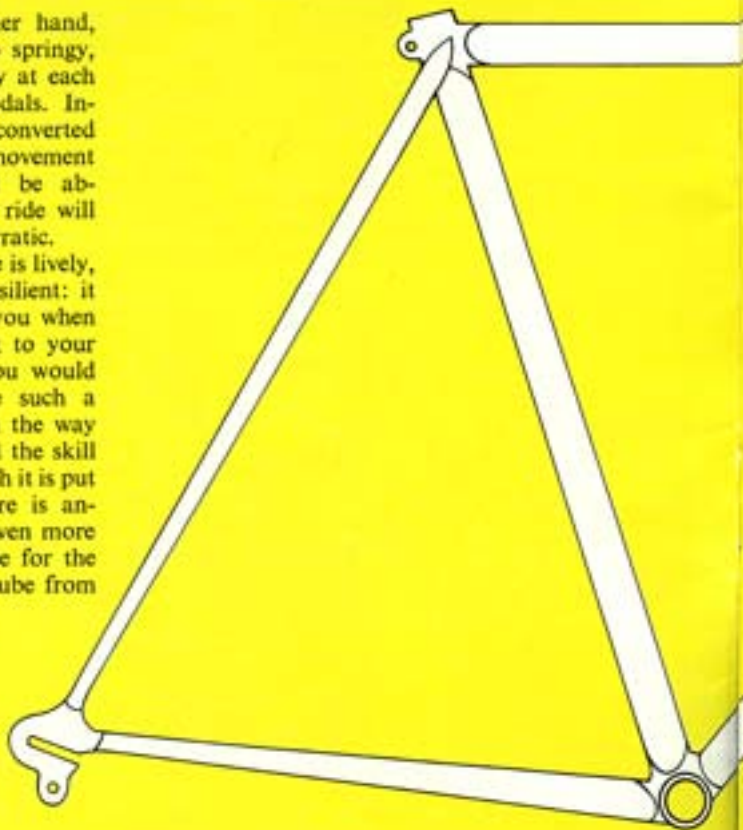 er hand,
springy,
y at each
dals. In-
converted
movement
be ab-
ride will
ratic.
e is lively,
silient: it
you when
to your
ou would
e such a
the way
the skill
h it is put
re is an-
ven more
e for the
ube from